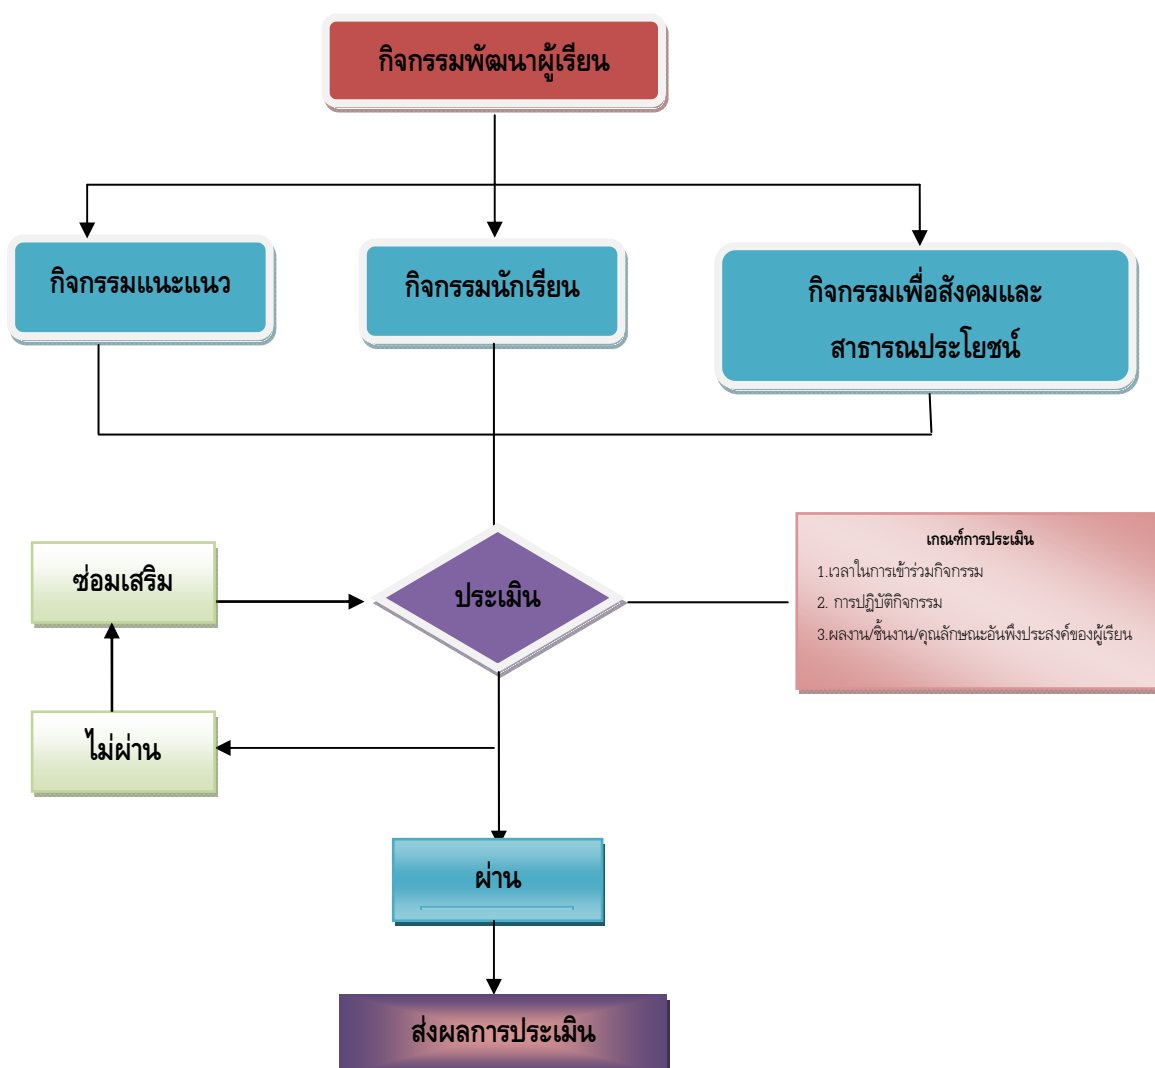 กิจกรรมพัฒนาผู้เรียน
กิจกรรมแนะแนว
กิจกรรมนักเรียน
กิจกรรมเพื่อสังคมและ
สาธารณประโยชน์
ซ่อมเสริม
ประเมิน
เกณฑ์การประเมิน
1.เวลาในการเข้าร่วมกิจกรรม
2. การปฏิบัติกิจกรรม
3.ผลงาน/ชิ้นงาน/คุณลักษณะอันพึงประสงค์ของผู้เรียน
ไม่ผ่าน
ผ่าน
ส่งผลการประเมิน